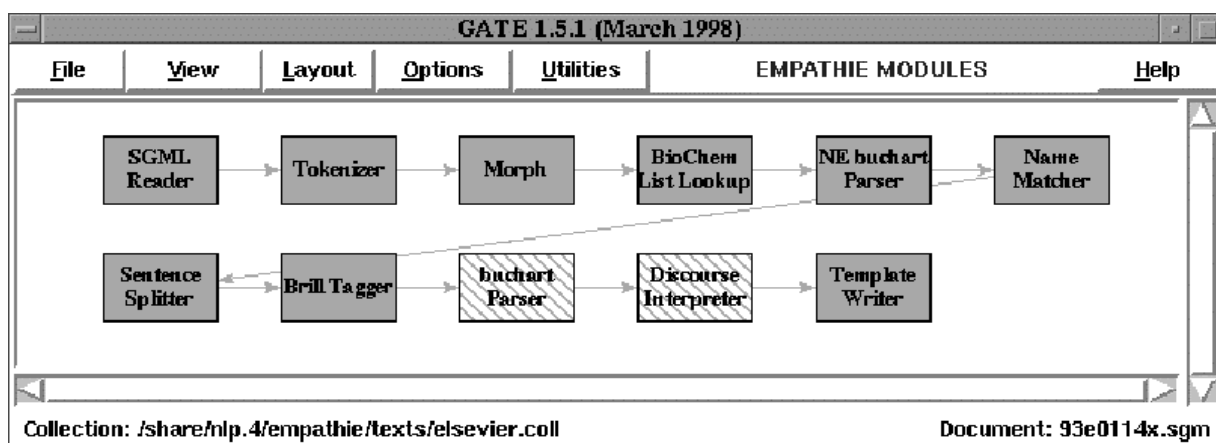 GATE 1.5.1 (March 1998)
File View Layout Options Utilities EMPATHIE MODULES Help
SGML
Reader
Tokenizer
Morph
BioChem
List Lookup
NE buchart
Parser
Name
Matcher
Sentence
Splitter
Brill Tagger
buchart
Parser
Discourse
Interpreter
Template
Writer
Collection: /share/nlp.4/empathie/texts/elsevier.coll Document: 93e0114x.sgm